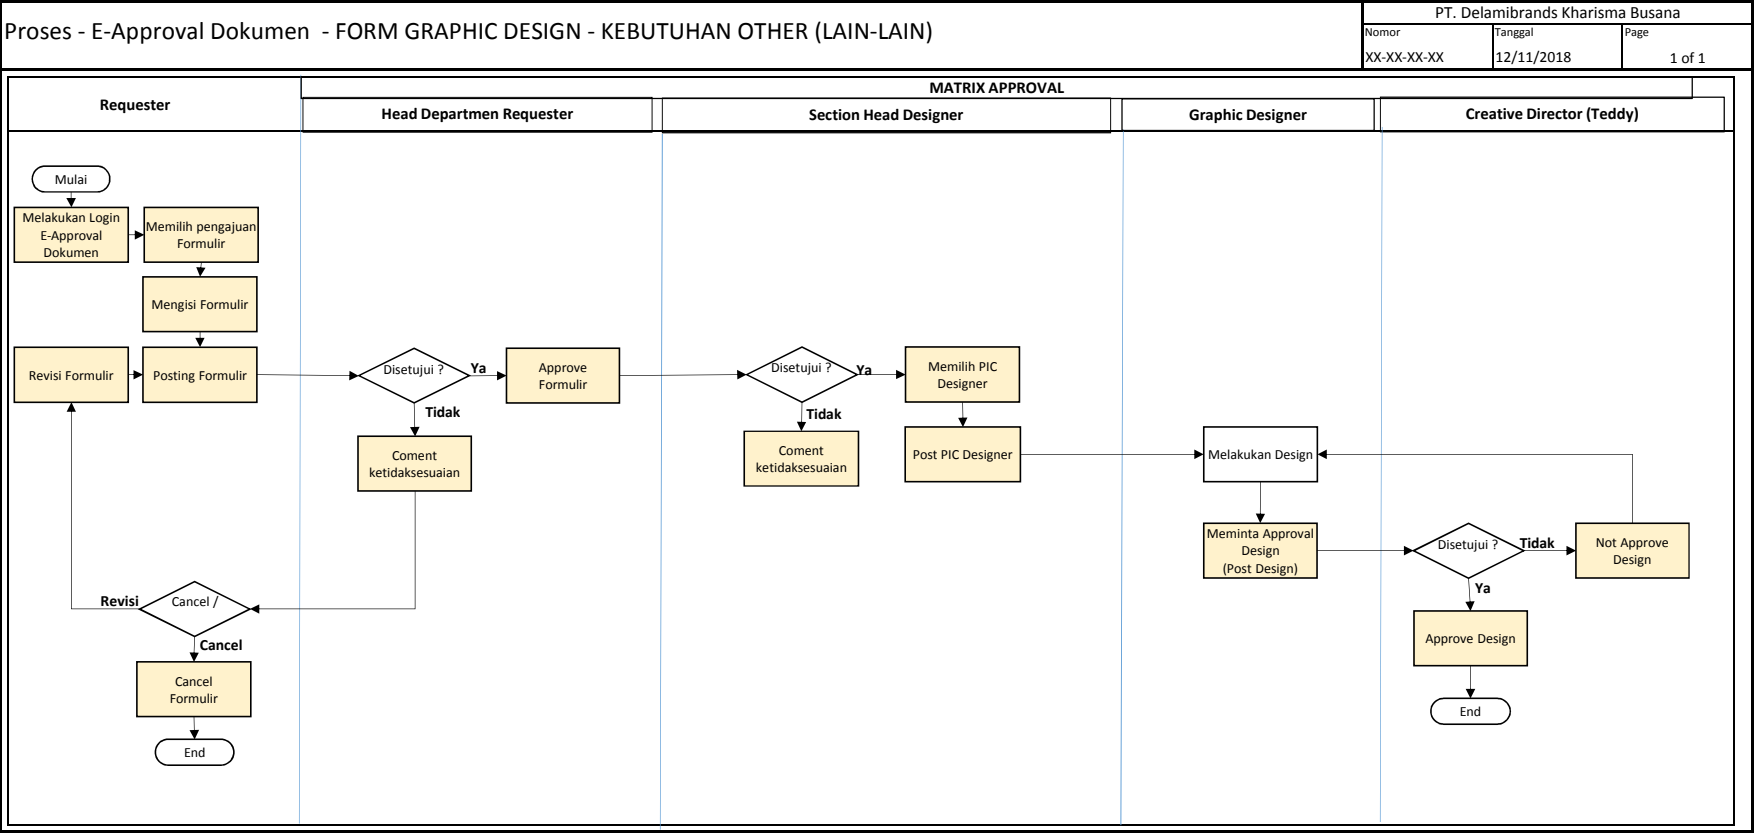 Proses - E-Approval Dokumen - FORM GRAPHIC DESIGN - KEBUTUHAN OTHER (LAIN-LAIN)
PT. Delamibrands Kharisma Busana
Nomor
XX-XX-XX-XX
Tanggal
12/11/2018
Page
1 of 1
MATRIX APPROVAL
Requester
Head Departmen Requester
Section Head Designer
Graphic Designer
Creative Director (Teddy)
Mulai
Melakukan Login
E-Approval
Dokumen
Memilih pengajuan
Formulir
Mengisi Formulir
Revisi Formulir
Posting Formulir
Disetujui ?
Ya
Approve
Formulir
Tidak
Coment
ketidaksesuaian
Disetujui ?
Ya
Memilih PIC
Designer
Tidak
Coment
ketidaksesuaian
Post PIC Designer
Melakukan Design
Meminta Approval
Design
(Post Design)
Disetujui ?
Tidak
Not Approve
Design
Ya
Approve Design
End
Revisi
Cancel /
Cancel
Cancel
Formulir
End